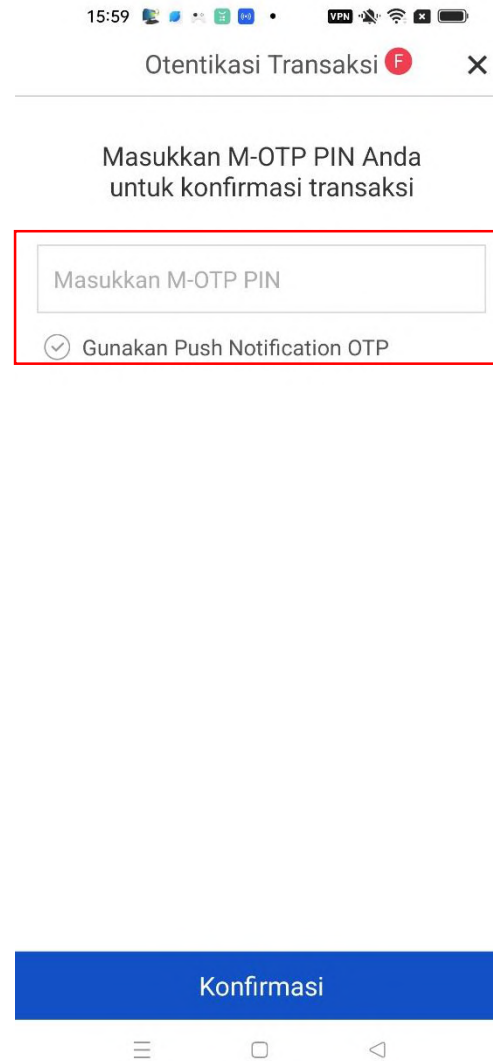 15:59
VPN
Otentikasi Transaksi F
Masukkan M-OTP PIN Anda
untuk konfirmasi transaksi
Masukkan M-OTP PIN
Gunakan Push Notification OTP
Konfirmasi